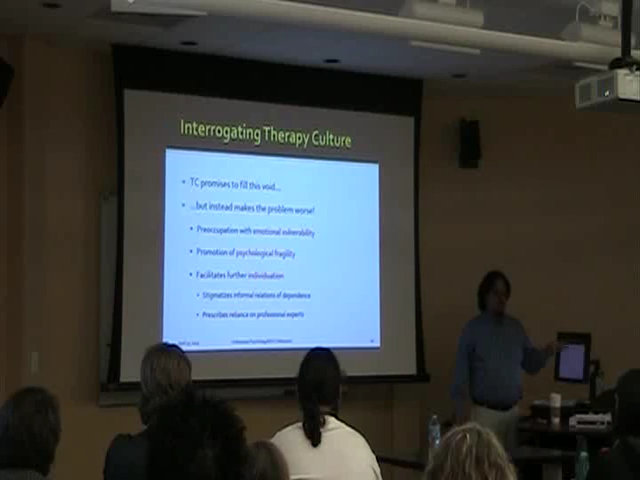 Interrogating Therapy Culture
TC promises to fill this void...
...but instead makes the problem worse!
Preoccupation with emotional vulnerability
Promotion of psychological fragility
Facilitates further individuation
Stigmatizes informal relations of dependence
Prescribes reliance on professional experts